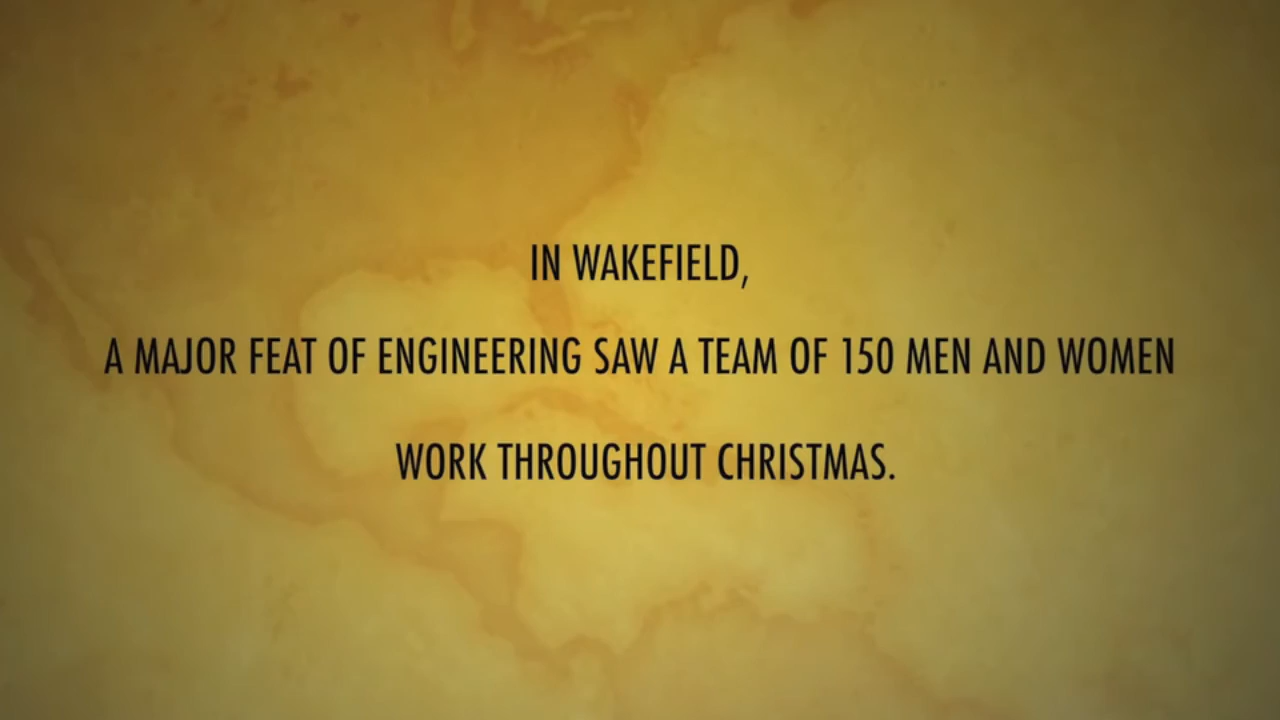 IN WAKEFIELD,
A MAJOR FEAT OF ENGINEERING SAW A TEAM OF 150 MEN AND WOMEN
WORK THROUGHOUT CHRISTMAS.